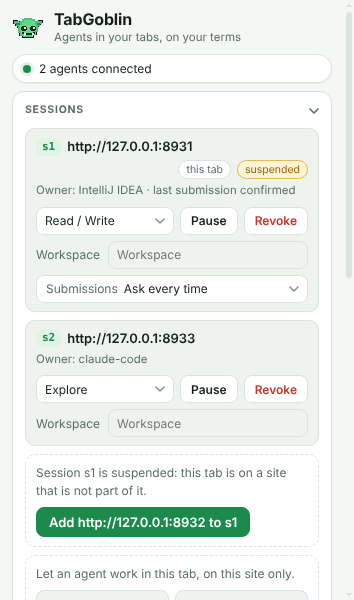 TabGoblin
Agents in your tabs, on your terms
2 agents connected
SESSIONS
s1 http://127.0.0.1:8931
this tab suspended
Owner: IntelliJ IDEA · last submission confirmed
Read / Write Pause Revoke
Workspace Workspace
Submissions Ask every time
s2 http://127.0.0.1:8933
Owner: claude-code
Explore Pause Revoke
Workspace Workspace
Session s1 is suspended: this tab is on a site
that is not part of it.
Add http://127.0.0.1:8932 to s1
Let an agent work in this tab, on this site only.